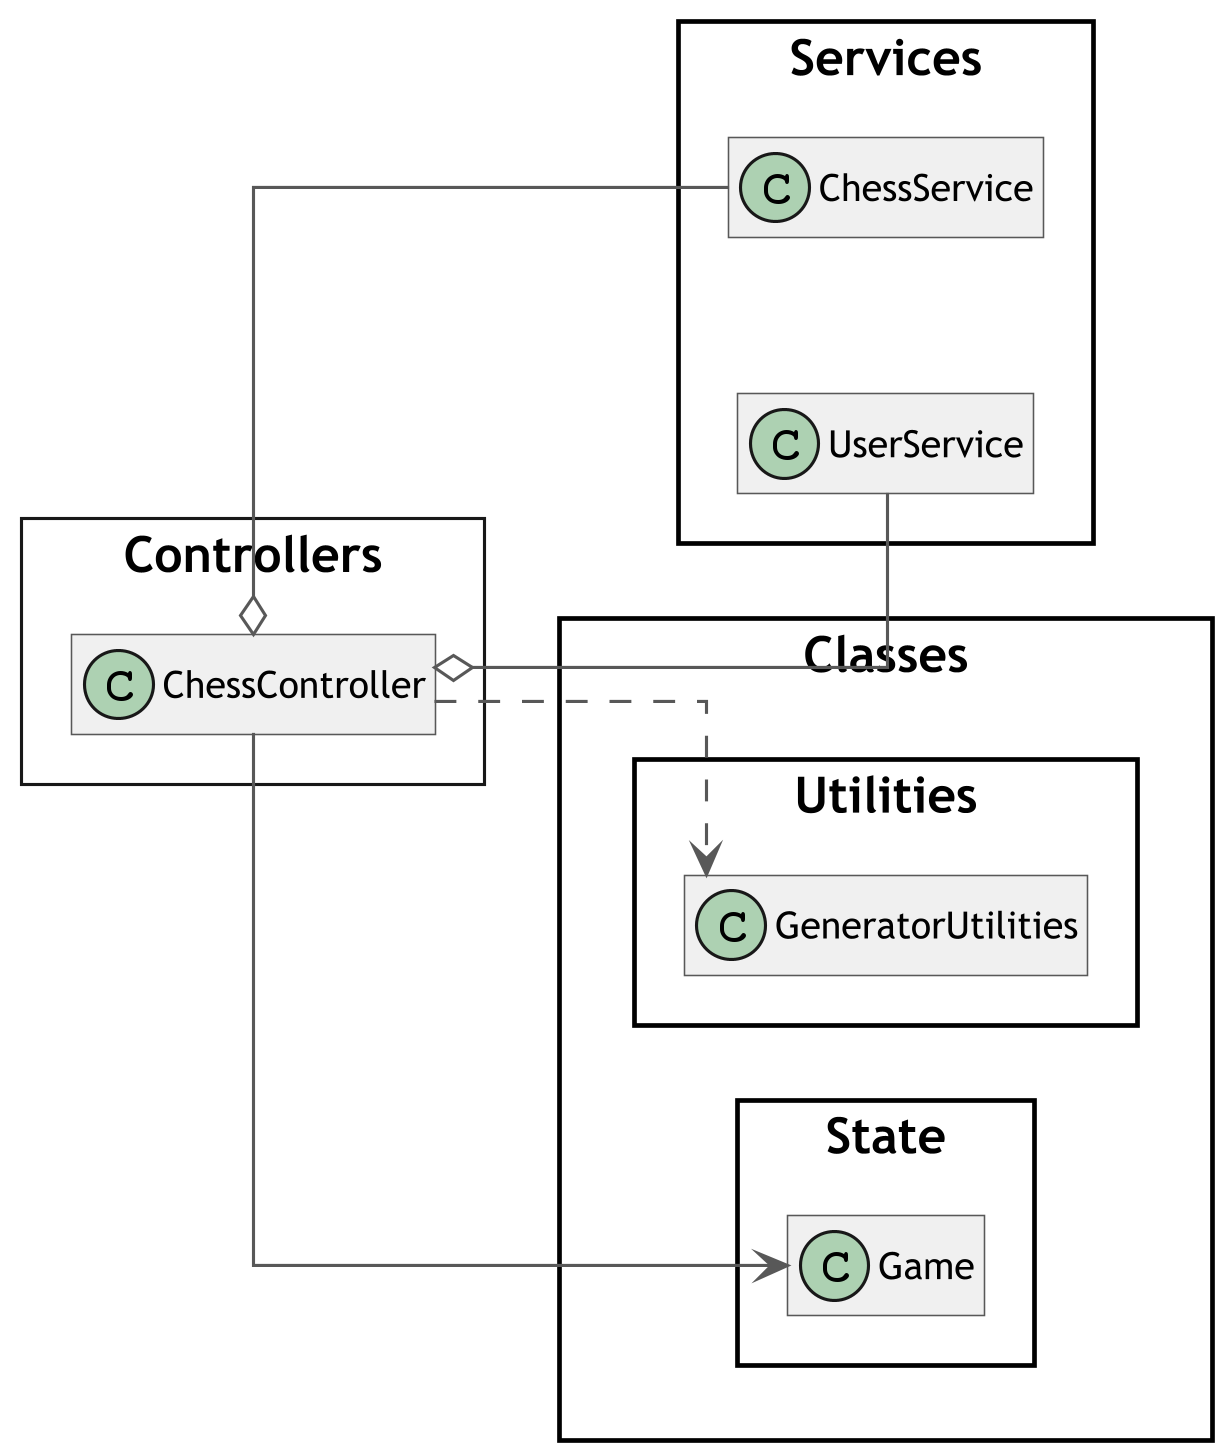 Services
C ChessService
C UserService
Controllers
C ChessController
Classes
Utilities
C GeneratorUtilities
State
C Game